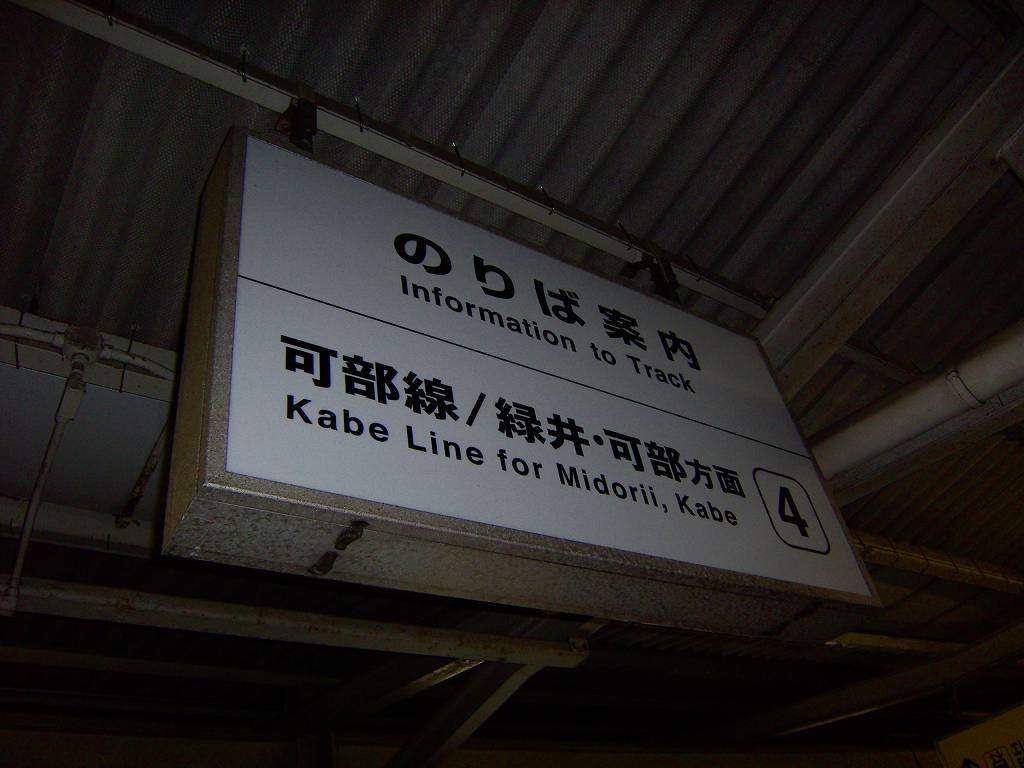 のりば案内
Information to Track
可部線/緑井・可部方面
Kabe Line for Midorii, Kabe
4